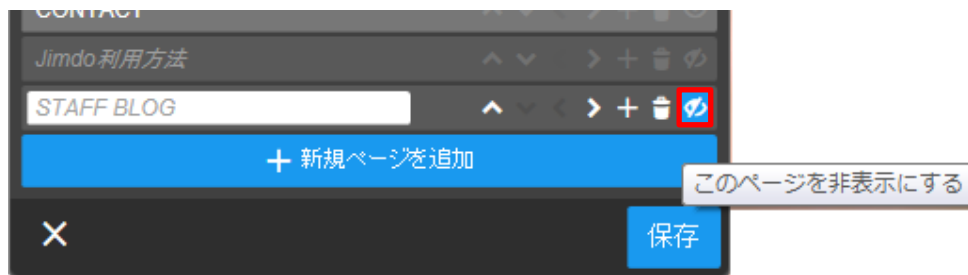 CONTACT
Jimdo利用方法
STAFF BLOG
新規ページを追加
このページを非表示にする
保存